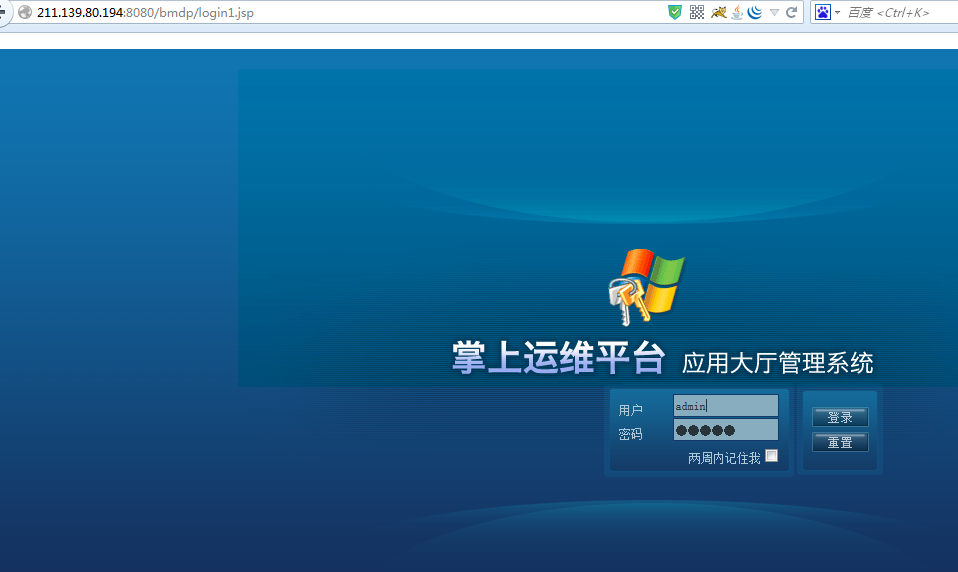 211.139.80.194:8080/bmdp/login1.jsp
百度 <Ctrl+K>
掌上运维平台 应用大厅管理系统
用户 admin
登录
密码 ●●●●●
重置
两周内记住我